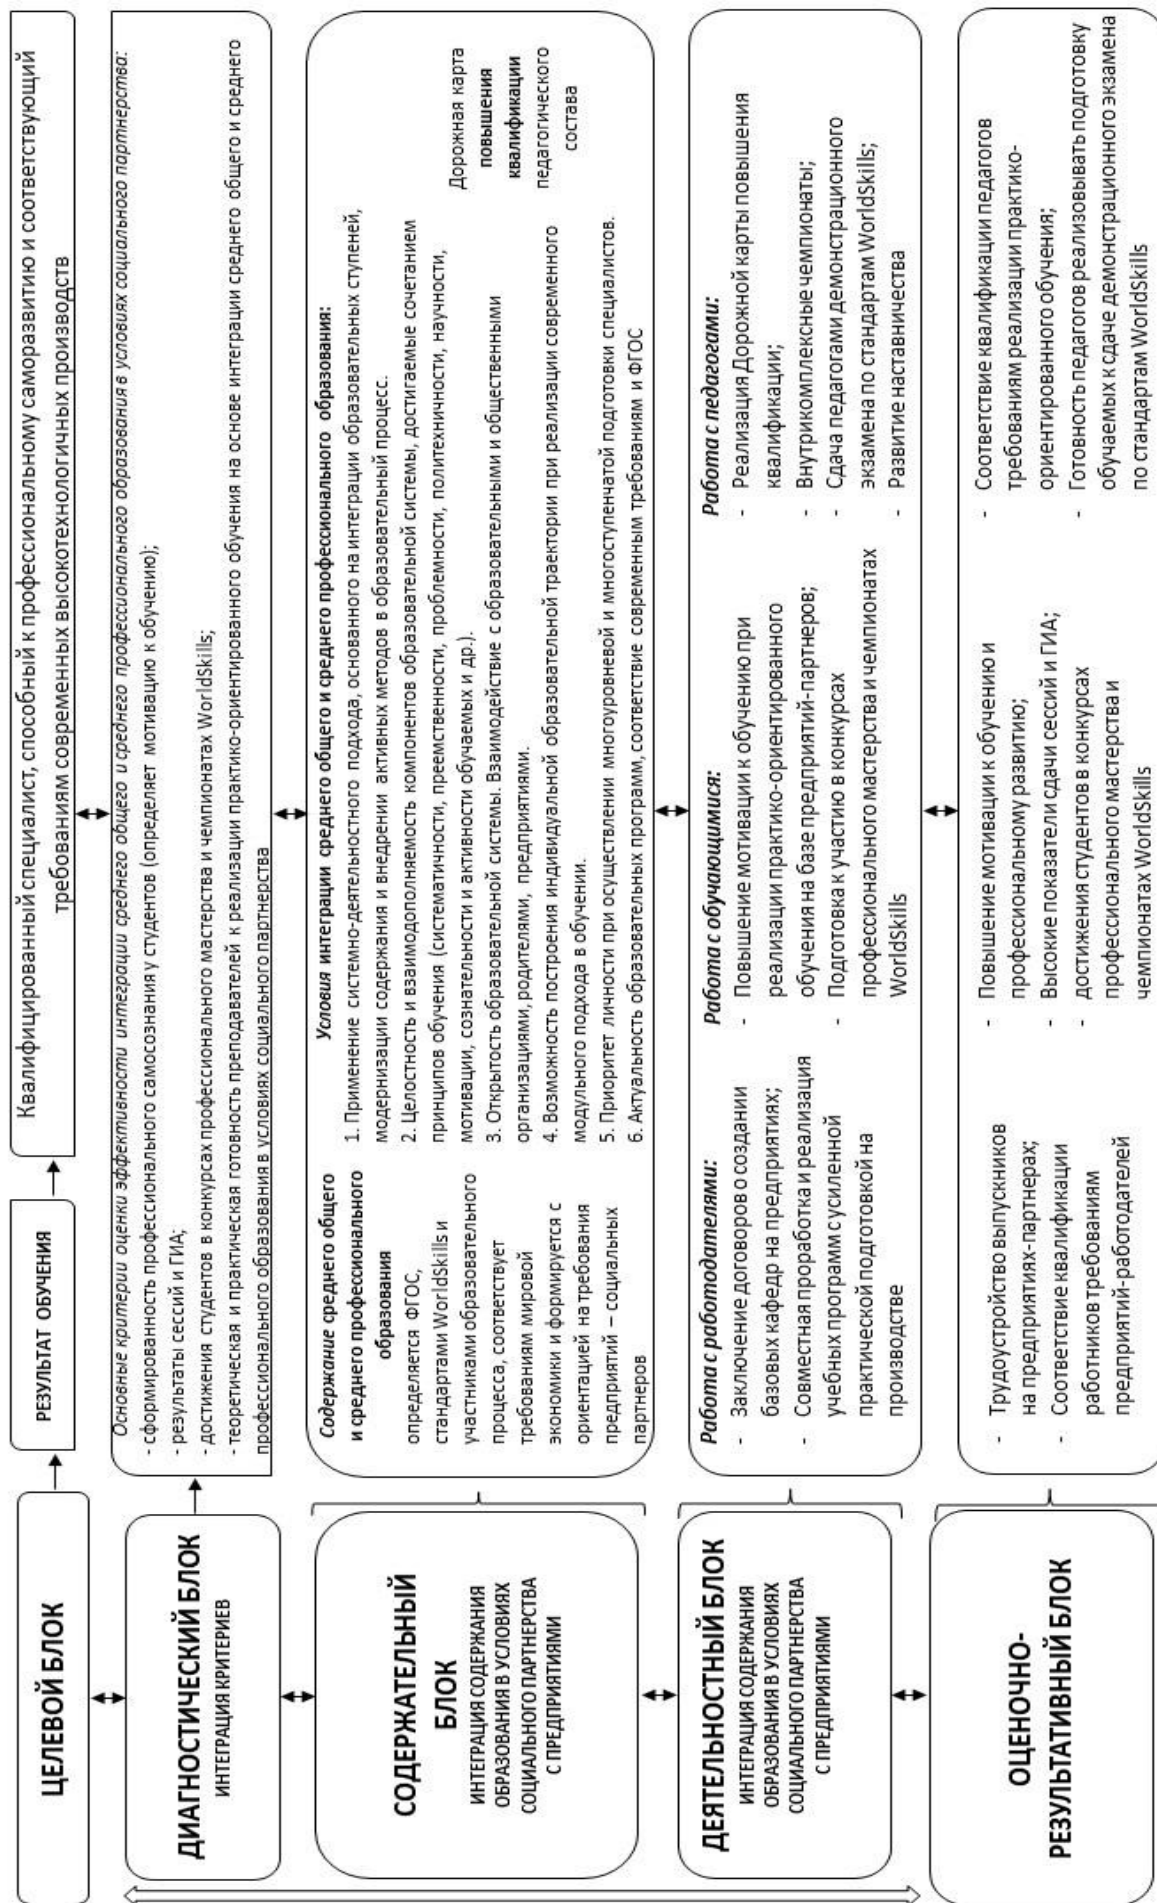 ЦЕЛЕВОЙ БЛОК
РЕЗУЛЬТАТ ОБУЧЕНИЯ
Квалифицированный специалист, способный к профессиональному саморазвитию и соответствующий
требованиям современных высокотехнологичных производств
ДИАГНОСТИЧЕСКИЙ БЛОК
ИНТЕГРАЦИЯ КРИТЕРИЕВ
Основные критерии оценки эффективности интеграции среднего общего и среднего профессионального образования в условиях социального партнерства:
- сформированность профессионального самосознания у студентов (определяет мотивацию к обучению);
- результаты сессий и ГИА;
- достижения студентов в конкурсах профессионального мастерства и чемпионатах WorldSkills;
- теоретическая и практическая готовность преподавателей к реализации практико-ориентированного обучения на основе интеграции среднего общего и среднего
профессионального образования в условиях социального партнерства
СОДЕРЖАТЕЛЬНЫЙ
БЛОК
ИНТЕГРАЦИЯ СОДЕРЖАНИЯ
ОБРАЗОВАНИЯ В УСЛОВИЯХ
СОЦИАЛЬНОГО ПАРТНЕРСТВА
С ПРЕДПРИЯТИЯМИ
Содержание среднего общего
и среднего профессионального
образования
определяется ФГОС,
стандартами WorldSkills и
участниками образовательного
процесса, соответствует
требованиям мировой
экономики и формируется с
ориентацией на требования
предприятий – социальных
партнеров
Условия интеграции среднего общего и среднего профессионального образования:
1. Применение системно-деятельностного подхода, основанного на интеграции образовательных ступеней,
модернизации содержания и внедрении активных методов в образовательный процесс.
2. Целостность и взаимодополняемость компонентов образовательной системы, достигаемые сочетанием
принципов обучения (систематичности, преемственности, проблемности, политехничности, научности,
мотивации, сознательности и активности обучаемых и др.).
3. Открытость образовательной системы. Взаимодействие с образовательными и общественными
организациями, родителями, предприятиями.
4. Возможность построения индивидуальной образовательной траектории при реализации современного
модульного подхода в обучении.
5. Приоритет личности при осуществлении многоуровневой и многоступенчатой подготовки специалистов.
6. Актуальность образовательных программ, соответствие современным требованиям и ФГОС
Дорожная карта
повышения
квалификации
педагогического
состава
ДЕЯТЕЛЬНОСТНЫЙ БЛОК
ИНТЕГРАЦИЯ СОДЕРЖАНИЯ
ОБРАЗОВАНИЯ В УСЛОВИЯХ
СОЦИАЛЬНОГО ПАРТНЕРСТВА
С ПРЕДПРИЯТИЯМИ
Работа с работодателями:
- Заключение договоров о создании
базовых кафедр на предприятиях;
- Совместная проработка и реализация
учебных программ с усиленной
практической подготовкой на
производстве
Работа с обучающимися:
- Повышение мотивации к обучению при
реализации практико-ориентированного
обучения на базе предприятий-партнеров;
- Подготовка к участию в конкурсах
профессионального мастерства и чемпионатах
WorldSkills
Работа с педагогами:
- Реализация Дорожной карты повышения
квалификации;
- Внутрикомплексные чемпионаты;
- Сдача педагогами демонстрационного
экзамена по стандартам WorldSkills;
- Развитие наставничества
ОЦЕНОЧНО-
РЕЗУЛЬТАТИВНЫЙ БЛОК
- Трудоустройство выпускников
на предприятиях-партнерах;
- Соответствие квалификации
работников требованиям
предприятий-работодателей
- Повышение мотивации к обучению и
профессиональному развитию;
- Высокие показатели сдачи сессий и ГИА;
- достижения студентов в конкурсах
профессионального мастерства и
чемпионатах WorldSkills
- Соответствие квалификации педагогов
требованиям реализации практико-
ориентированного обучения;
- Готовность педагогов реализовывать подготовку
обучаемых к сдаче демонстрационного экзамена
по стандартам WorldSkills